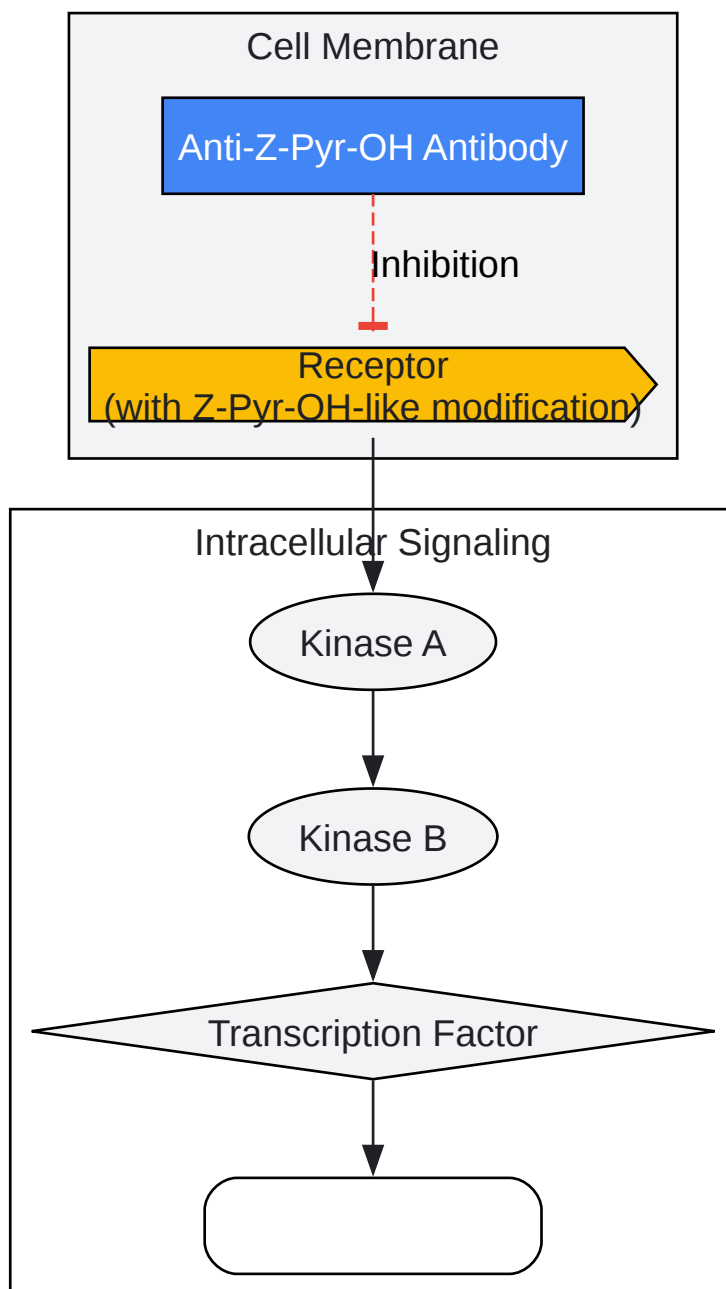 Cell Membrane
Anti-Z-Pyr-OH Antibody
Inhibition
Receptor
(with Z-Pyr-OH-like modification)
Intracellular Signaling
Kinase A
Kinase B
Transcription Factor